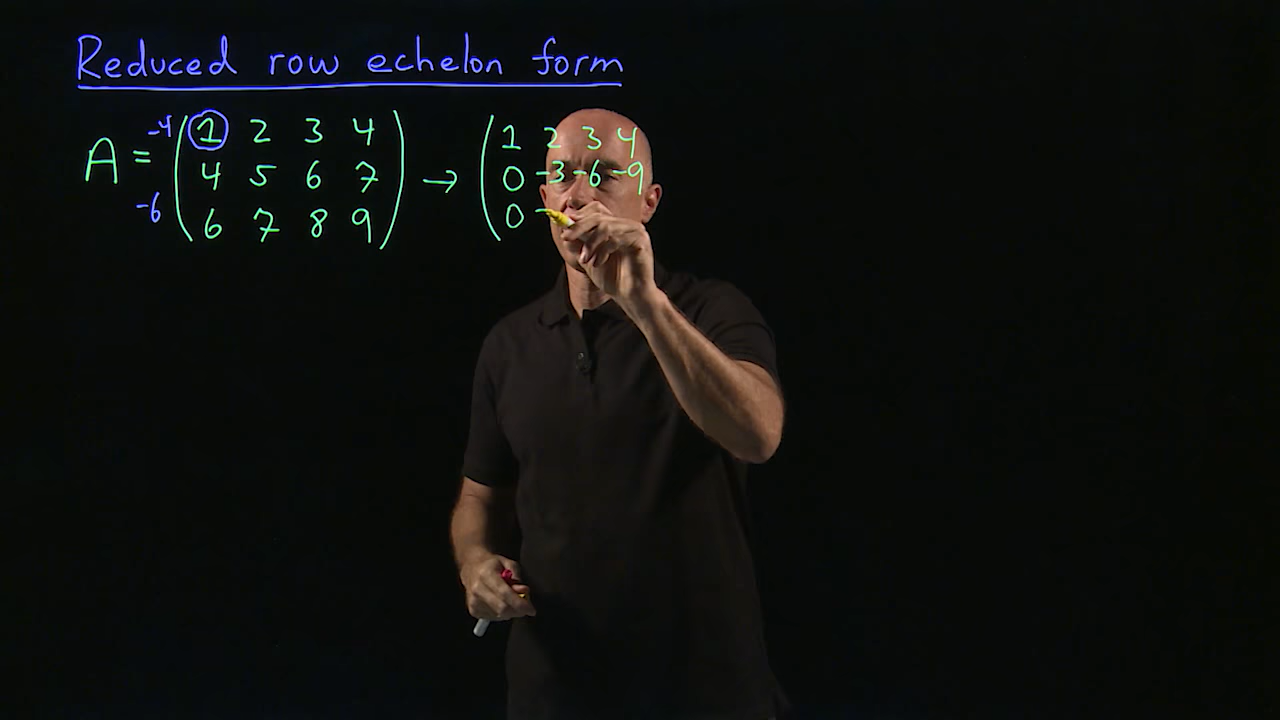 Reduced row echelon form
-4 1 2 3 4 1 2 3 4
A = 4 5 6 7 → 0 -3 -6 -9
-6 6 7 8 9 0 -